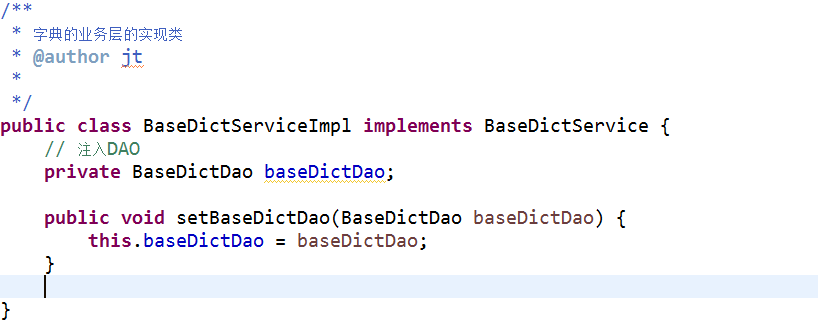 /**
 * 字典的业务层的实现类
 * @author jt
 *
 */
public class BaseDictServiceImpl implements BaseDictService {
    // 注入DAO
    private BaseDictDao baseDictDao;

    public void setBaseDictDao(BaseDictDao baseDictDao) {
        this.baseDictDao = baseDictDao;
    }

}